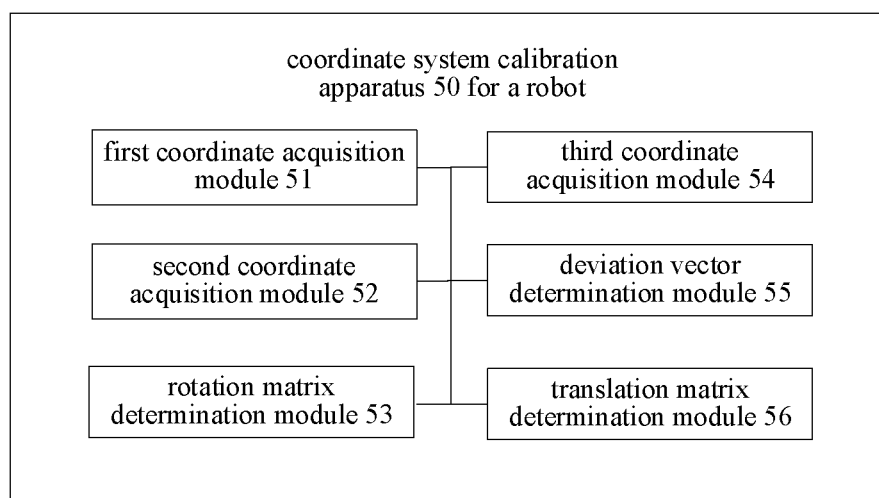 coordinate system calibration
apparatus 50 for a robot
first coordinate acquisition
module 51
third coordinate
acquisition module 54
second coordinate
acquisition module 52
deviation vector
determination module 55
rotation matrix
determination module 53
translation matrix
determination module 56